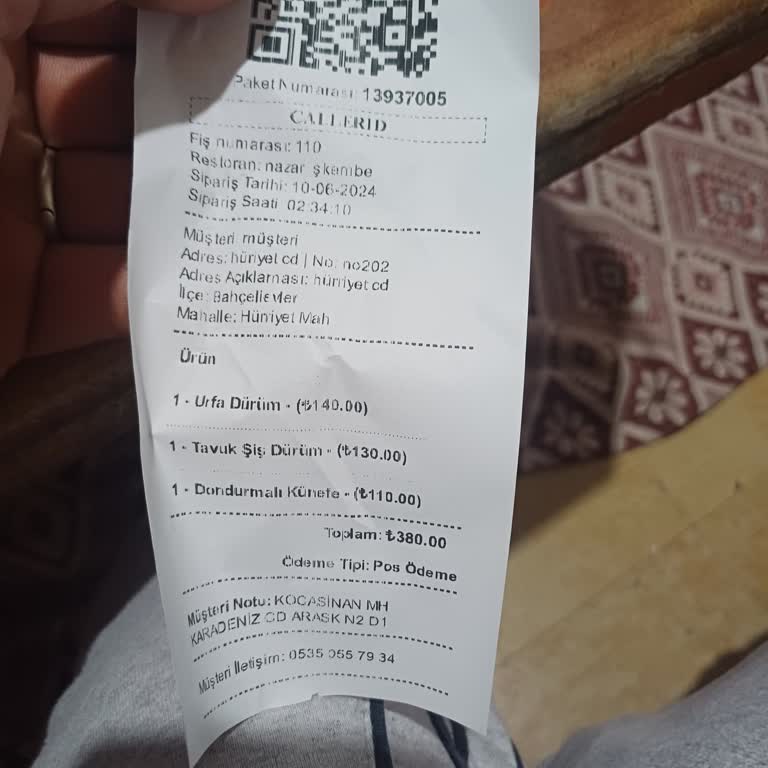 Paket Numarası: 13937005
CALLERID
Fiş numarası: 110
Restoran: nazar şkembe
Sipariş Tarihi: 10-06-2024
Sipariş Saati 02:34:10
Müşteri müşteri
Adres: hüriyet cd | No: no202
Adres Açıklaması: hürriyet cd
İlçe: Bahçelievler
Mahalle: Hürriyet Mah
Ürün
1 - Urfa Dürüm - (₺140.00)
1 - Tavuk Şiş Dürüm - (₺130.00)
1 - Dondurmalı Künefe - (₺110.00)
Toplam: ₺380.00
Ödeme Tipi: Pos Ödeme
Müşteri Notu: KOCASİNAN MH
KARADENİZ CD ARASK N2 D1
Müşteri İletişim: 0535 055 79 34